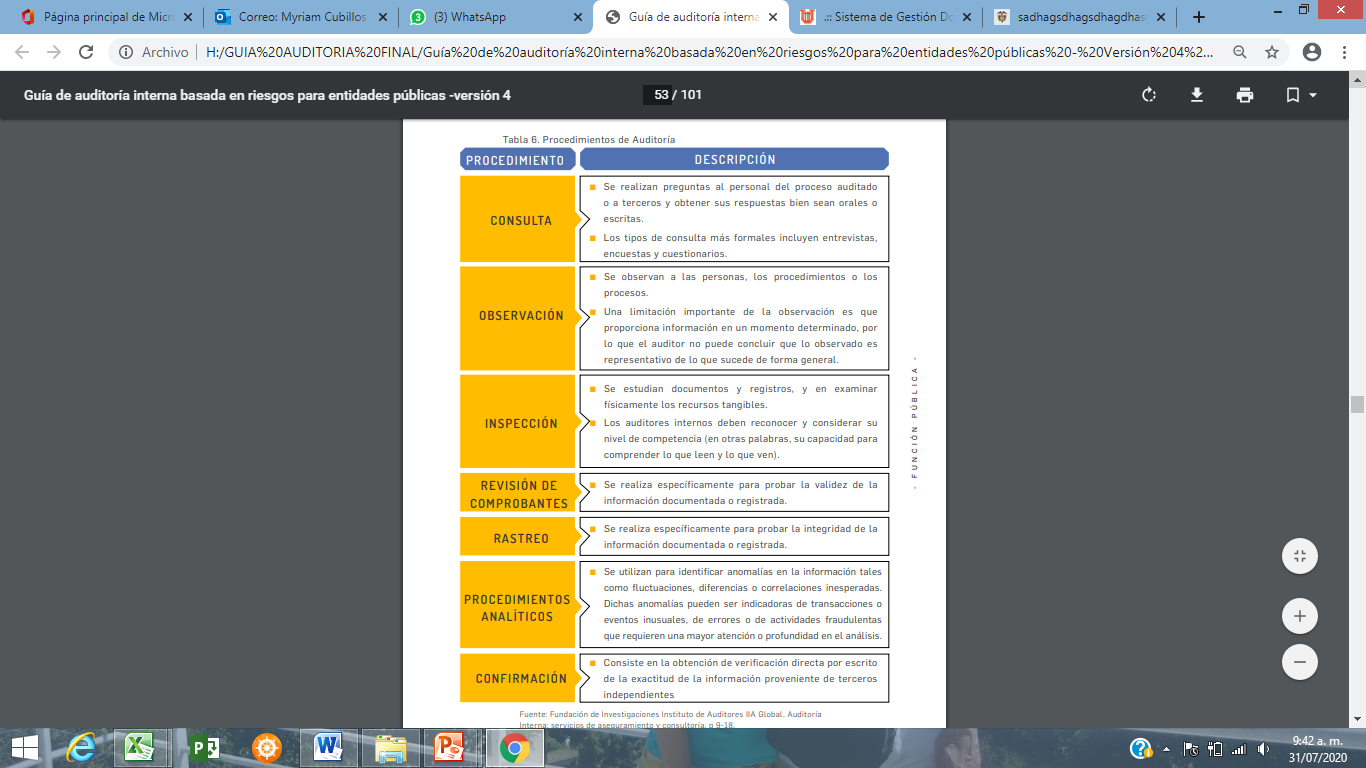 Página principal de Micr
Correo: Myriam Cubillos
(3) WhatsApp
Guía de auditoría interna
.:: Sistema de Gestión Do
sadhagsdhagsdhagdhas
Archivo
H:/GUIA%20AUDITORIA%20FINAL/Guía%20de%20auditoría%20interna%20basada%20en%20riesgos%20para%20entidades%20públicas%20-%20Versión%204%2...
Guía de auditoría interna basada en riesgos para entidades públicas -versión 4
53 / 101
Tabla 6. Procedimientos de Auditoría
PROCEDIMIENTO
DESCRIPCIÓN
CONSULTA
Se realizan preguntas al personal del proceso auditado
o a terceros y obtener sus respuestas bien sean orales o
escritas.
Los tipos de consulta más formales incluyen entrevistas,
encuestas y cuestionarios.
OBSERVACIÓN
Se observan a las personas, los procedimientos o los
procesos.
Una limitación importante de la observación es que
proporciona información en un momento determinado, por
lo que el auditor no puede concluir que lo observado es
representativo de lo que sucede de forma general.
INSPECCIÓN
Se estudian documentos y registros, y en examinar
físicamente los recursos tangibles.
Los auditores internos deben reconocer y considerar su
nivel de competencia (en otras palabras, su capacidad para
comprender lo que leen y lo que ven).
REVISIÓN DE
COMPROBANTES
Se realiza específicamente para probar la validez de la
información documentada o registrada.
RASTREO
Se realiza específicamente para probar la integridad de la
información documentada o registrada.
PROCEDIMIENTOS
ANALÍTICOS
Se utilizan para identificar anomalías en la información tales
como fluctuaciones, diferencias o correlaciones inesperadas.
Dichas anomalías pueden ser indicadoras de transacciones o
eventos inusuales, de errores o de actividades fraudulentas
que requieren una mayor atención o profundidad en el análisis.
CONFIRMACIÓN
Consiste en la obtención de verificación directa por escrito
de la exactitud de la información proveniente de terceros
independientes
Fuente: Fundación de Investigaciones Instituto de Auditores IIA Global. Auditoría
Interna: servicios de aseguramiento y consultoría. p 9-18.
- FUNCIÓN PÚBLICA -
9:42 a. m.
31/07/2020